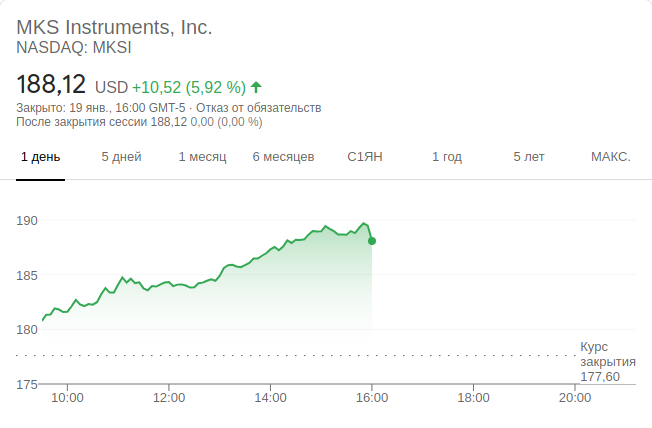 MKS Instruments, Inc.
NASDAQ: MKSI
188,12 USD +10,52 (5,92 %)
Закрыто: 19 янв., 16:00 GMT-5 · Отказ от обязательств
После закрытия сессии 188,12 0,00 (0,00 %)
1 день 5 дней 1 месяц 6 месяцев С1ЯН 1 год 5 лет МАКС.
190
185
180
Курс
закрытия
177,60
175
10:00 12:00 14:00 16:00 18:00 20:00